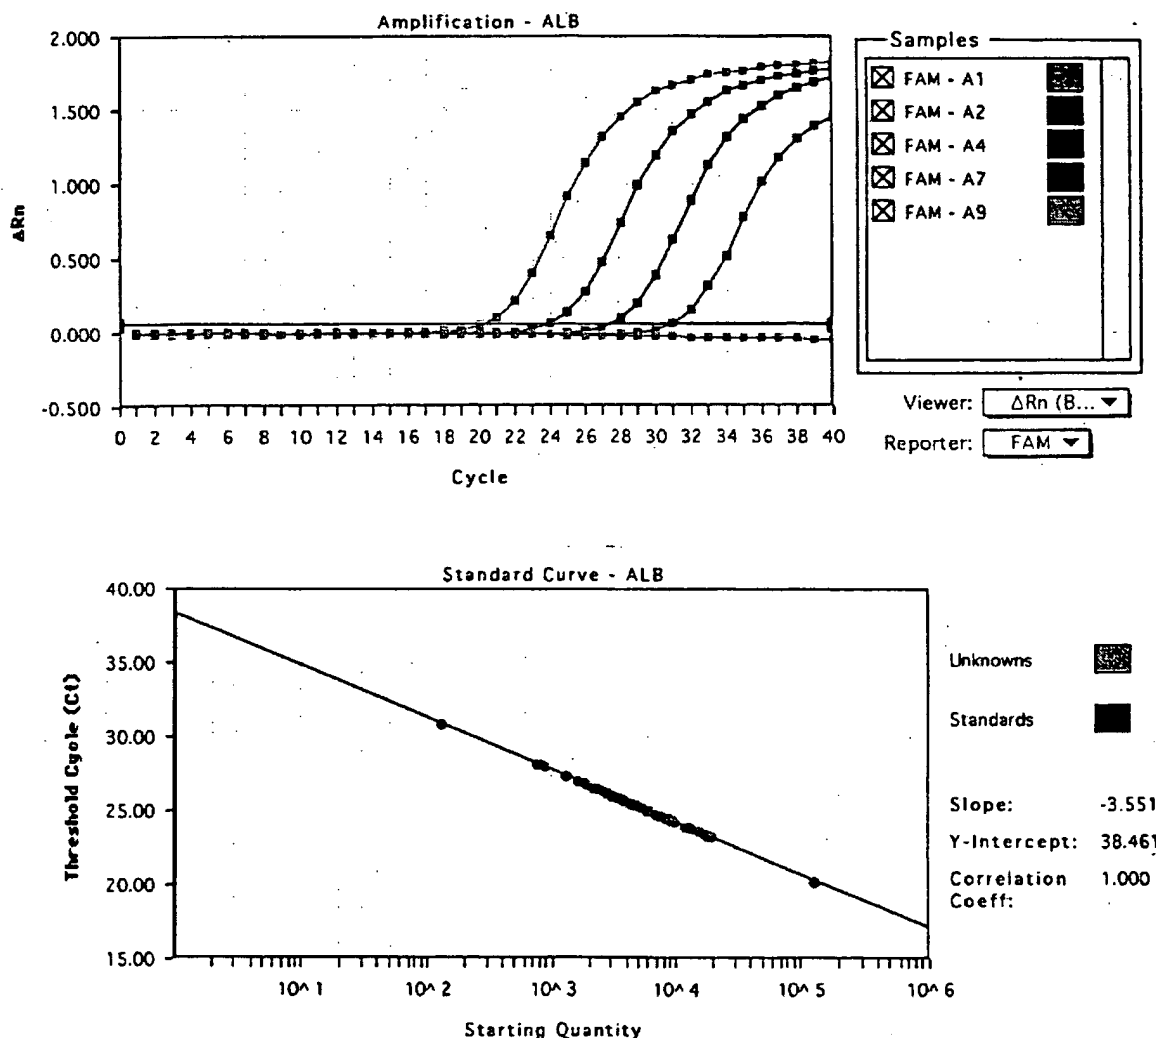 Amplification - ALB
2.000
1.500
1.000
0.500
0.000
-0.500
ΔRn
0 2 4 6 8 10 12 14 16 18 20 22 24 26 28 30 32 34 36 38 40
Cycle
Samples
FAM - A1
FAM - A2
FAM - A4
FAM - A7
FAM - A9
Viewer: ΔRn (B... ▼
Reporter: FAM ▼
Standard Curve - ALB
40.00
35.00
30.00
25.00
20.00
15.00
Threshold Cycle (Ct)
10^1 10^2 10^3 10^4 10^5 10^6
Starting Quantity
Unknowns
Standards
Slope: -3.551
Y-Intercept: 38.461
Correlation 1.000
Coeff: